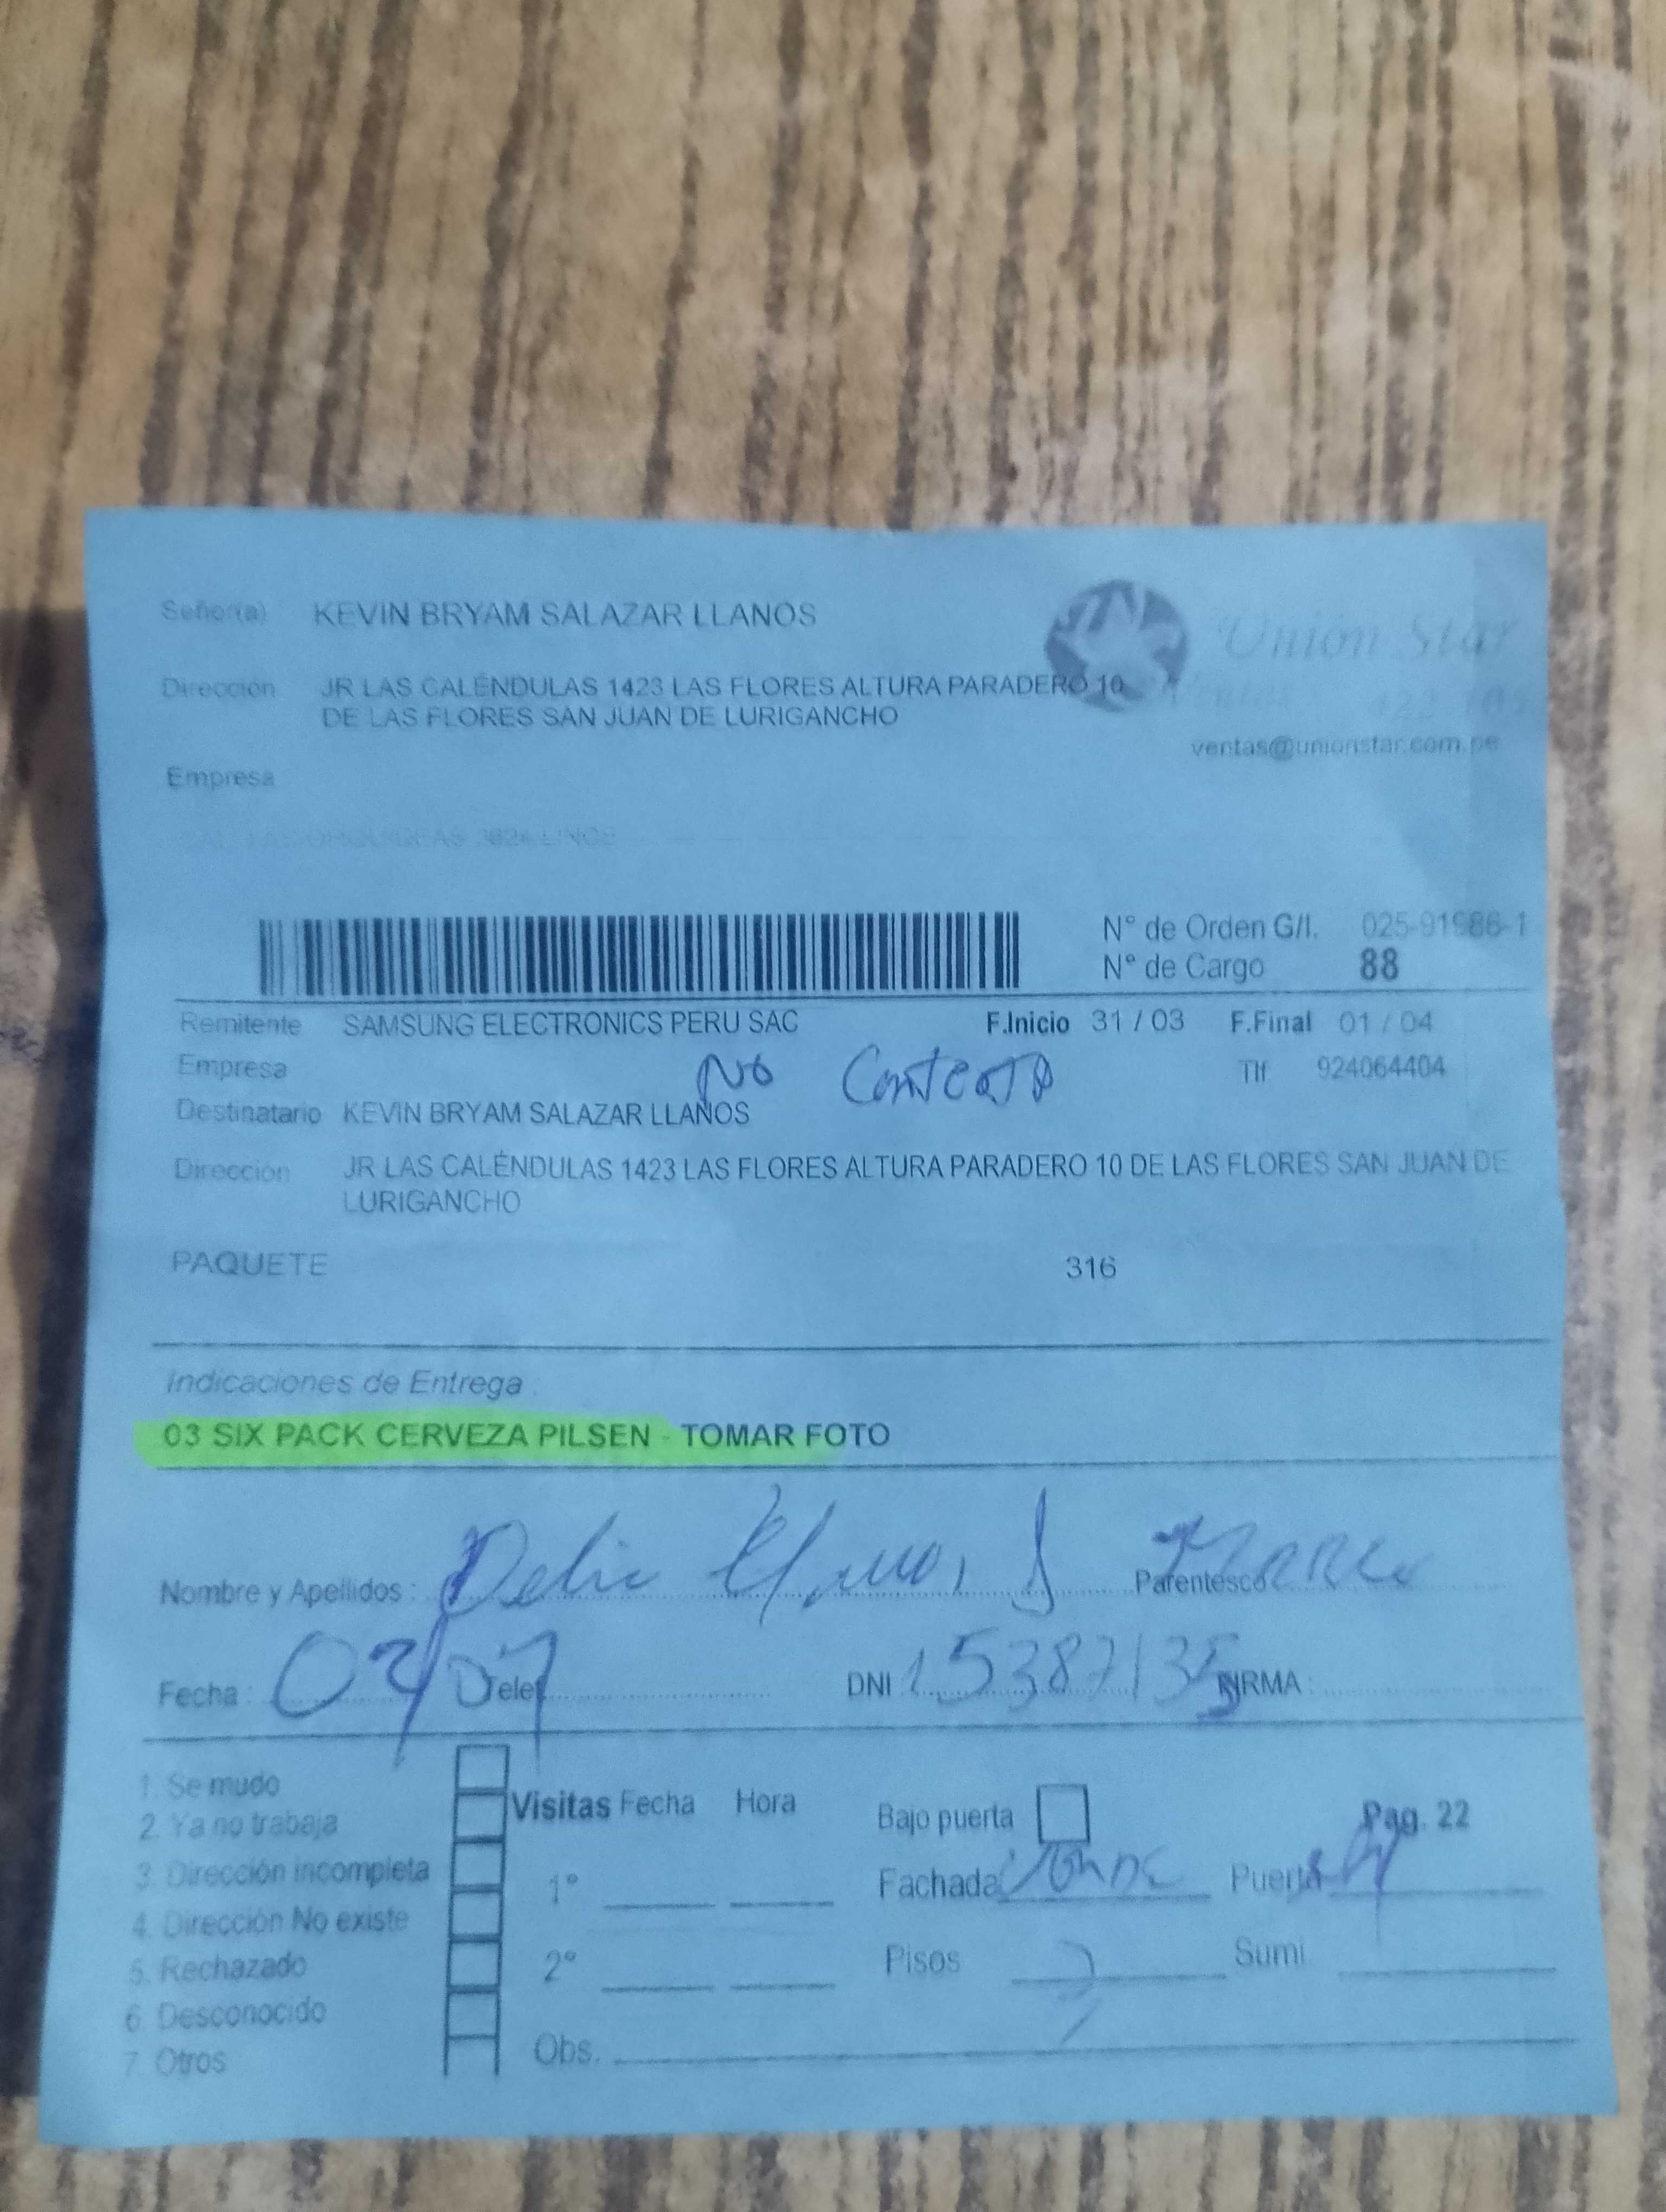 Señor(a) KEVIN BRYAM SALAZAR LLANOS
Unión Star
Dirección JR LAS CALÉNDULAS 1423 LAS FLORES ALTURA PARADERO 10
DE LAS FLORES SAN JUAN DE LURIGANCHO
ventas@unionstar.com.pe
Empresa
N° de Orden G/I. 025-91986-1
N° de Cargo 88
Remitente SAMSUNG ELECTRONICS PERU SAC F.Inicio 31 / 03 F.Final 01 / 04
Empresa No Contesta Tlf 924064404
Destinatario KEVIN BRYAM SALAZAR LLANOS
Dirección JR LAS CALÉNDULAS 1423 LAS FLORES ALTURA PARADERO 10 DE LAS FLORES SAN JUAN DE
LURIGANCHO
PAQUETE 316
Indicaciones de Entrega :
03 SIX PACK CERVEZA PILSEN - TOMAR FOTO
Nombre y Apellidos : Delia Parentesco
Fecha : Telef DNI 15387135 FIRMA :
1. Se mudo
2. Ya no trabaja
3. Dirección incompleta
4. Dirección No existe
5. Rechazado
6. Desconocido
7. Otros
Visitas Fecha Hora
1°
2°
Obs.
Bajo puerta Pag. 22
Fachada Puerta
Pisos 2 Sumi